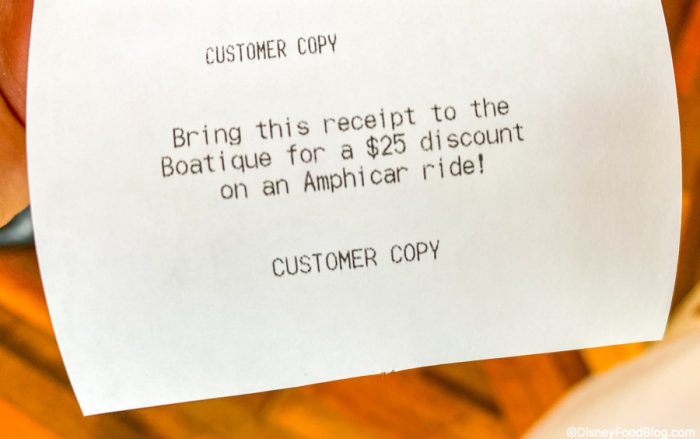 CUSTOMER COPY
Bring this receipt to the
Boatique for a $25 discount
on an Amphicar ride!
CUSTOMER COPY
©DisneyFoodBlog.com